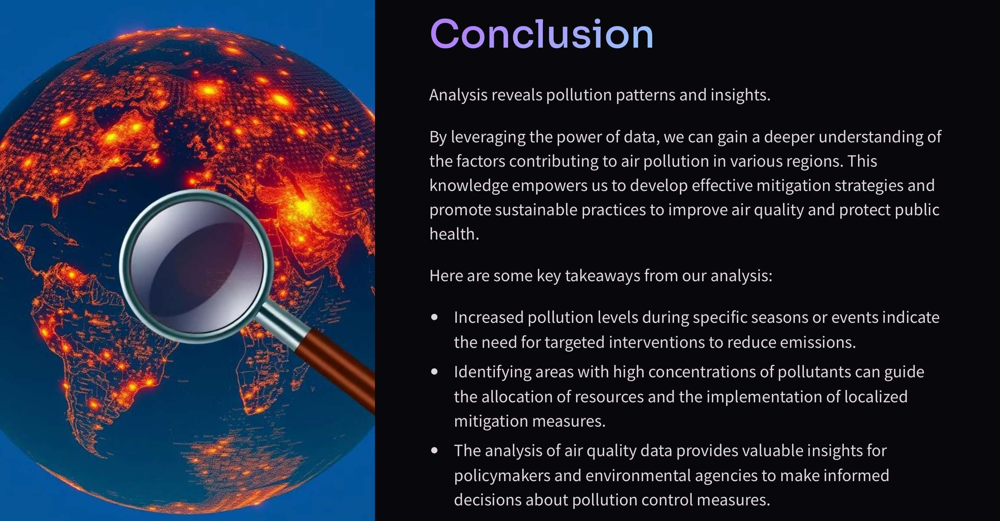 Conclusion
Analysis reveals pollution patterns and insights.
By leveraging the power of data, we can gain a deeper understanding of
the factors contributing to air pollution in various regions. This
knowledge empowers us to develop effective mitigation strategies and
promote sustainable practices to improve air quality and protect public
health.
Here are some key takeaways from our analysis:
• Increased pollution levels during specific seasons or events indicate
the need for targeted interventions to reduce emissions.
• Identifying areas with high concentrations of pollutants can guide
the allocation of resources and the implementation of localized
mitigation measures.
• The analysis of air quality data provides valuable insights for
policymakers and environmental agencies to make informed
decisions about pollution control measures.